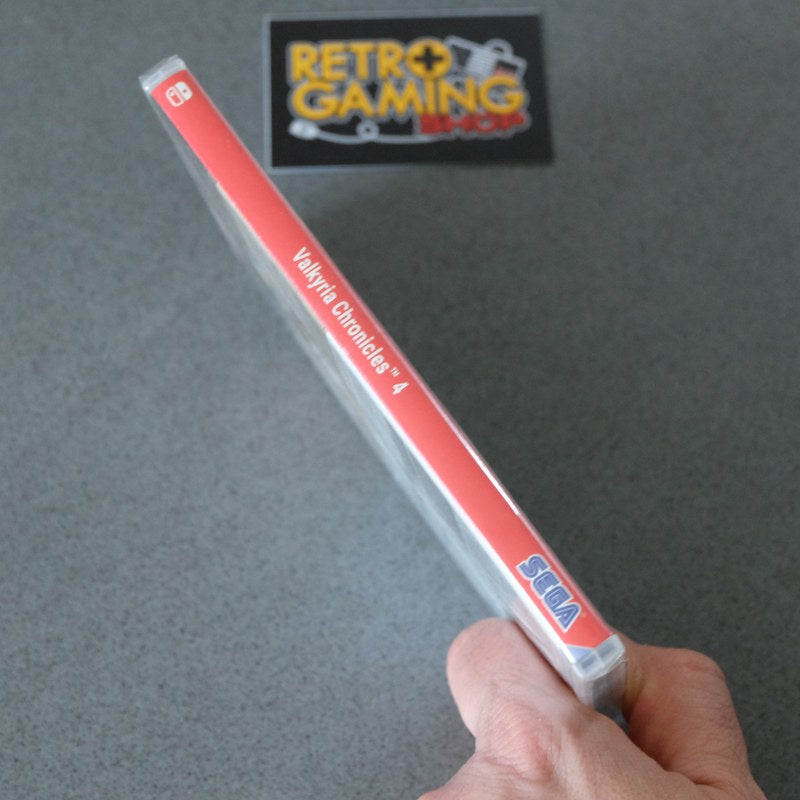 RETRO
GAMING
SHOP
Valkyria Chronicles™ 4
SEGA